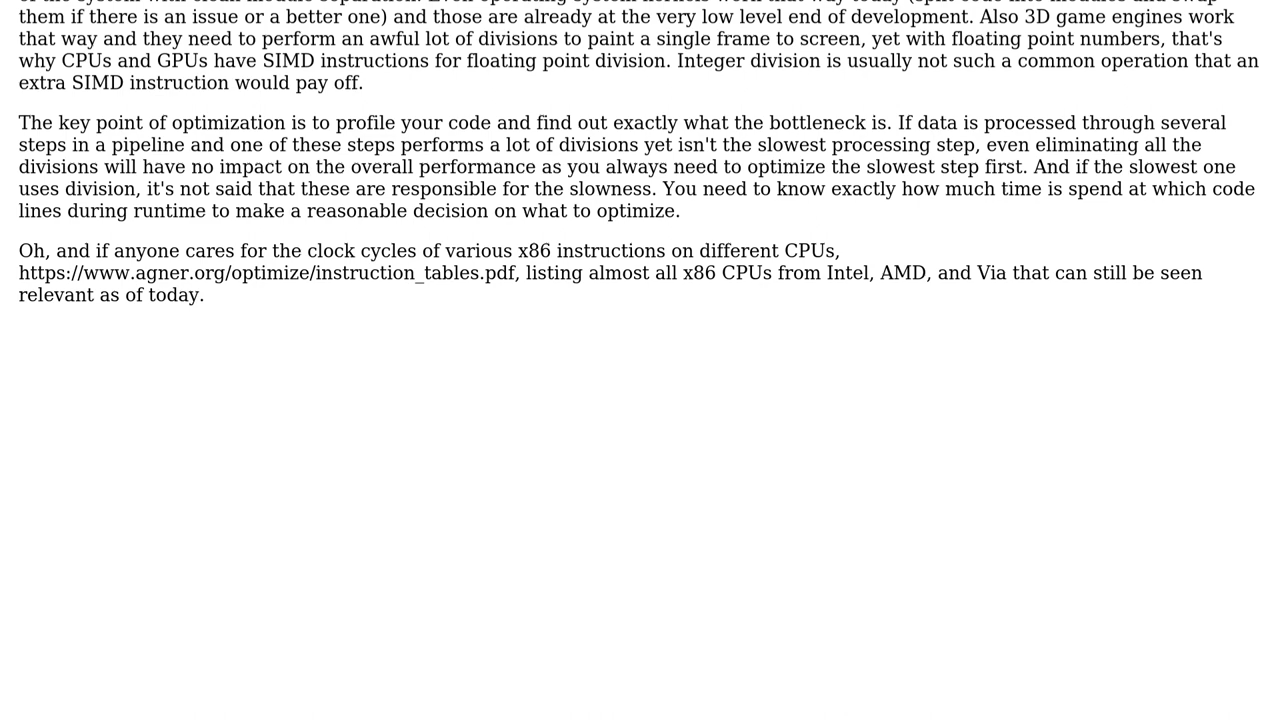 them if there is an issue or a better one) and those are already at the very low level end of development. Also 3D game engines work
that way and they need to perform an awful lot of divisions to paint a single frame to screen, yet with floating point numbers, that's
why CPUs and GPUs have SIMD instructions for floating point division. Integer division is usually not such a common operation that an
extra SIMD instruction would pay off.
The key point of optimization is to profile your code and find out exactly what the bottleneck is. If data is processed through several
steps in a pipeline and one of these steps performs a lot of divisions yet isn't the slowest processing step, even eliminating all the
divisions will have no impact on the overall performance as you always need to optimize the slowest step first. And if the slowest one
uses division, it's not said that these are responsible for the slowness. You need to know exactly how much time is spend at which code
lines during runtime to make a reasonable decision on what to optimize.
Oh, and if anyone cares for the clock cycles of various x86 instructions on different CPUs,
https://www.agner.org/optimize/instruction_tables.pdf, listing almost all x86 CPUs from Intel, AMD, and Via that can still be seen
relevant as of today.